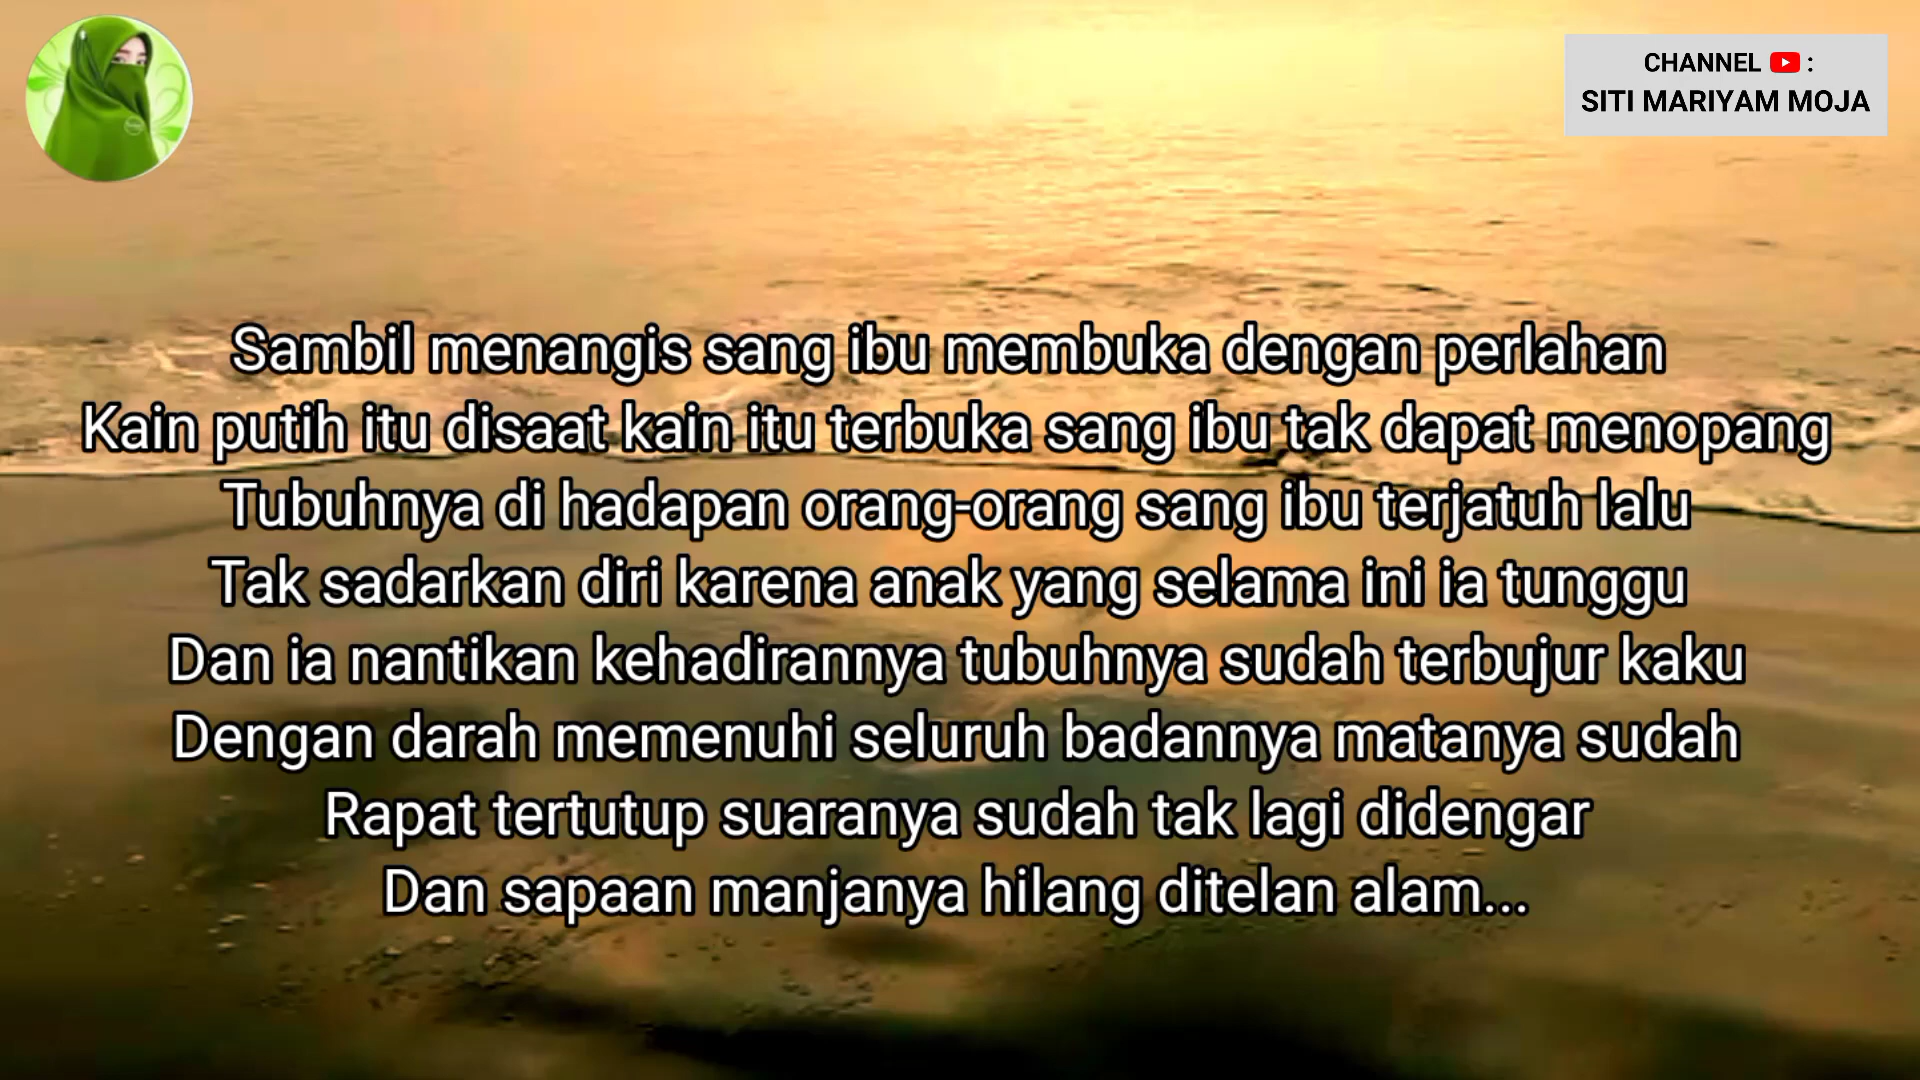 CHANNEL :
SITI MARIYAM MOJA
Sambil menangis sang ibu membuka dengan perlahan
Kain putih itu disaat kain itu terbuka sang ibu tak dapat menopang
Tubuhnya di hadapan orang-orang sang ibu terjatuh lalu
Tak sadarkan diri karena anak yang selama ini ia tunggu
Dan ia nantikan kehadirannya tubuhnya sudah terbujur kaku
Dengan darah memenuhi seluruh badannya matanya sudah
Rapat tertutup suaranya sudah tak lagi didengar
Dan sapaan manjanya hilang ditelan alam...